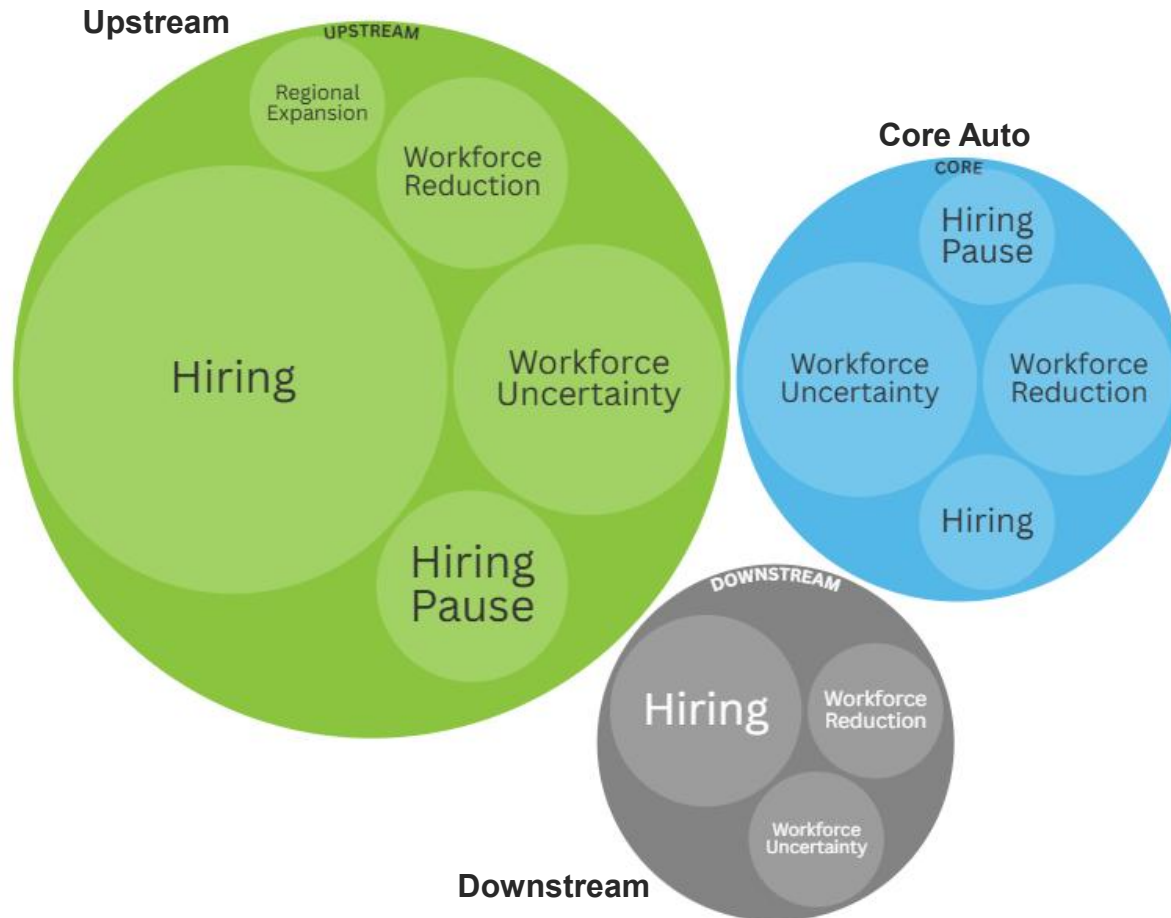 Upstream
UPSTREAM
Regional
Expansion
Workforce
Reduction
Hiring
Workforce
Uncertainty
Hiring
Pause
Core Auto
CORE
Hiring
Pause
Workforce
Uncertainty
Workforce
Reduction
Hiring
DOWNSTREAM
Hiring
Workforce
Reduction
Workforce
Uncertainty
Downstream